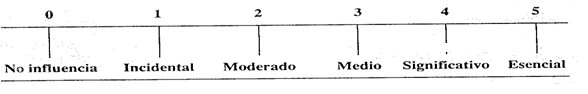 0 1 2 3 4 5
No influencia Incidental Moderado Medio Significativo Esencial